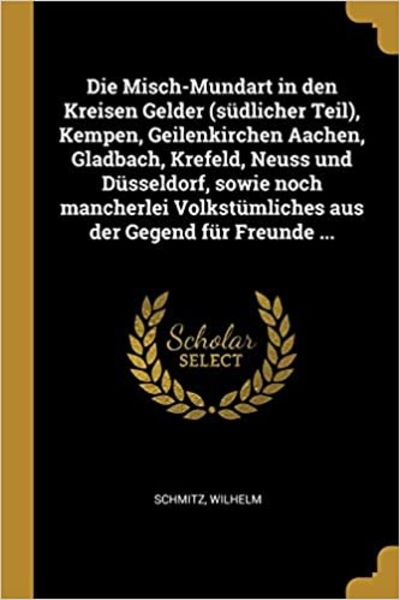 Die Misch-Mundart in den
Kreisen Gelder (südlicher Teil),
Kempen, Geilenkirchen Aachen,
Gladbach, Krefeld, Neuss und
Düsseldorf, sowie noch
mancherlei Volkstümliches aus
der Gegend für Freunde ...
Scholar
SELECT
SCHMITZ, WILHELM